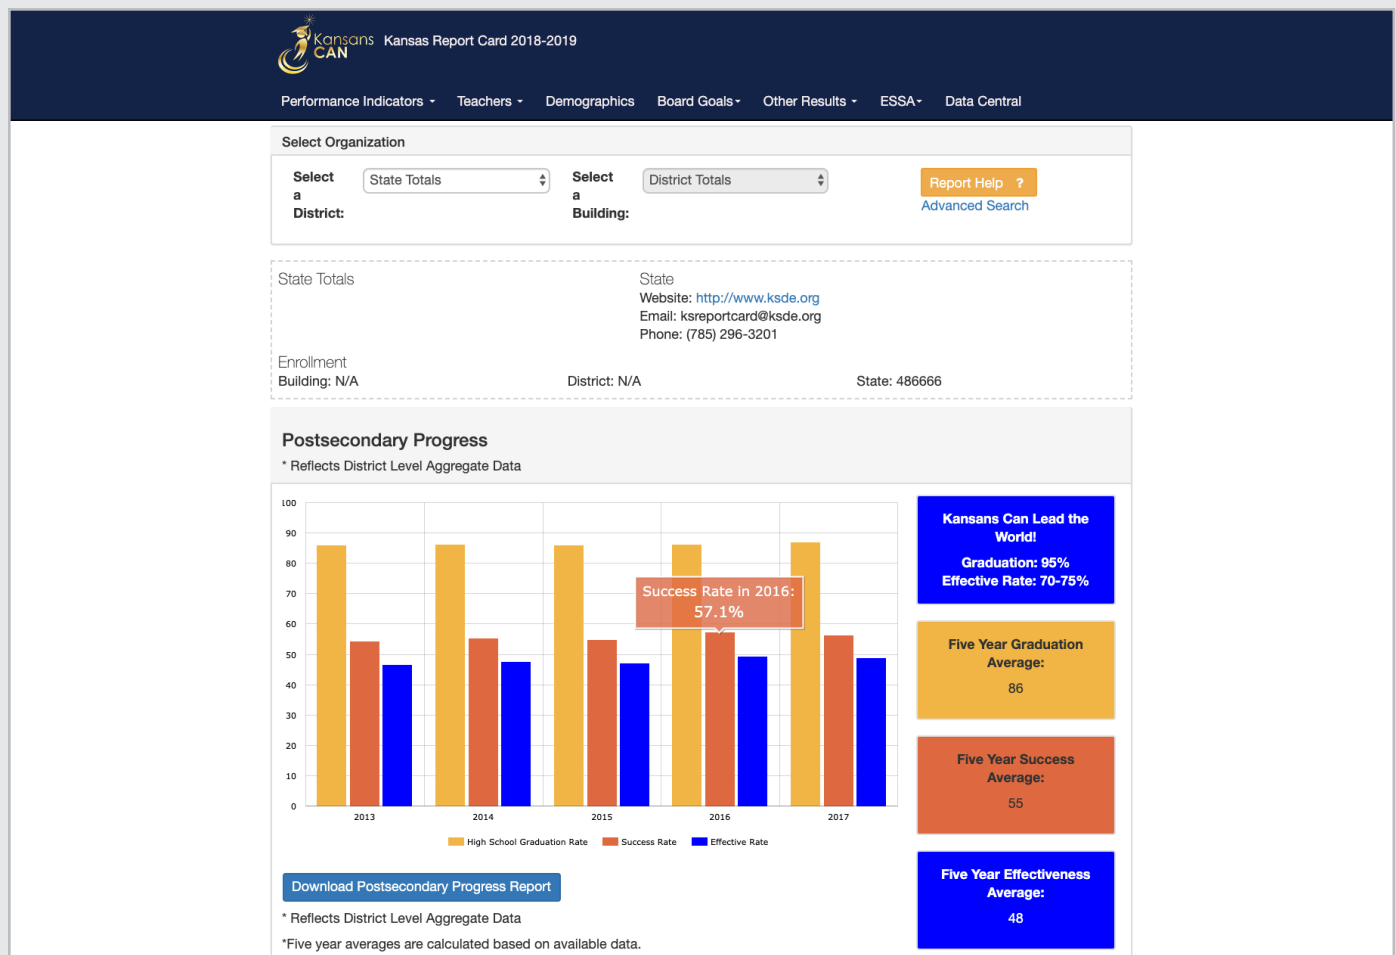 Kansans
CAN
Kansas Report Card 2018-2019
Performance Indicators Teachers Demographics Board Goals Other Results ESSA Data Central
Select Organization
Select a District:
State Totals
Select a Building:
District Totals
Report Help ?
Advanced Search
State Totals
State
Website: http://www.ksde.org
Email: ksreportcard@ksde.org
Phone: (785) 296-3201
Enrollment
Building: N/A District: N/A State: 486666
Postsecondary Progress
* Reflects District Level Aggregate Data
100
90
80
70
60
50
40
30
20
10
0
Success Rate in 2016:
57.1%
2013 2014 2015 2016 2017
High School Graduation Rate Success Rate Effective Rate
Kansans Can Lead the
World!
Graduation: 95%
Effective Rate: 70-75%
Five Year Graduation
Average:
86
Five Year Success
Average:
55
Five Year Effectiveness
Average:
48
Download Postsecondary Progress Report
* Reflects District Level Aggregate Data
*Five year averages are calculated based on available data.